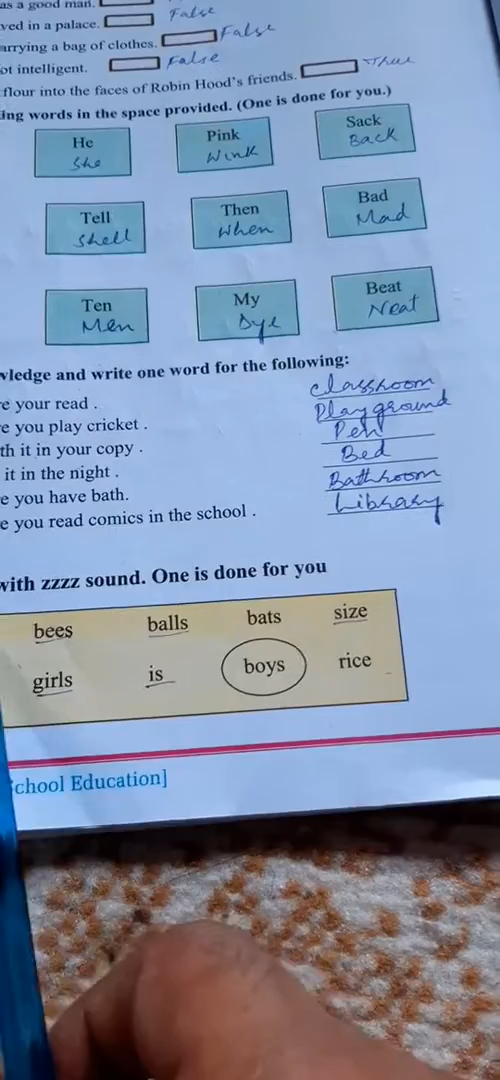 as a good man.
False
ved in a palace.
arrying a bag of clothes. False
ot intelligent. False
flour into the faces of Robin Hood's friends. True
ing words in the space provided. (One is done for you.)
He Pink Sack
She Wink Back
Tell Then Bad
Shell When Mad
Ten My Beat
Men Dye Neat
wledge and write one word for the following:
e your read . Classroom
e you play cricket . Playground
th it in your copy . Pen
it in the night . Bed
e you have bath. Bathroom
e you read comics in the school . Library
with zzzz sound. One is done for you
bees balls bats size
girls is boys rice
chool Education]